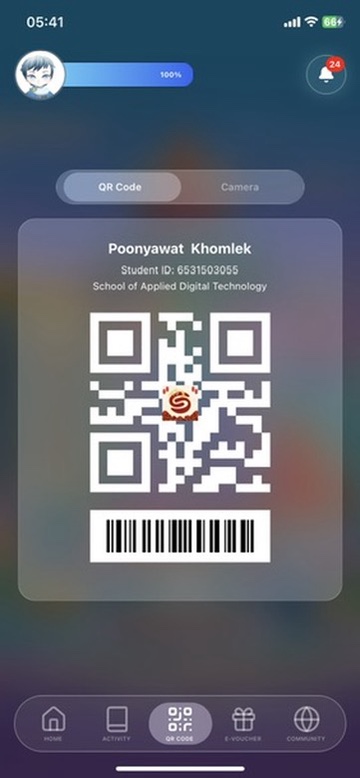 05:41
66
100%
24
QR Code
Camera
Poonyawat Khomlek
Student ID: 6531503055
School of Applied Digital Technology
HOME
ACTIVITY
QR CODE
E-VOUCHER
COMMUNITY